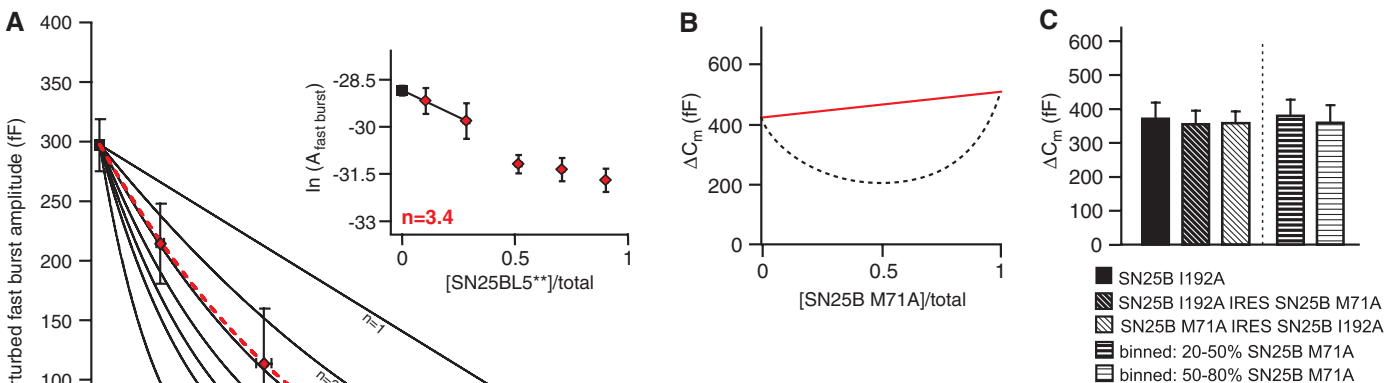 A
400
350
300
250
200
150
100
rturbed fast burst amplitude (fF)
n=1
ln (A fast burst)
-28.5
-30
-31.5
-33
n=3.4
0
0.5
1
[SN25BL5**]/total
B
ΔCm (fF)
600
400
200
0
0
0.5
1
[SN25B M71A]/total
C
ΔCm (fF)
600
500
400
300
200
100
0
SN25B I192A
SN25B I192A IRES SN25B M71A
SN25B M71A IRES SN25B I192A
binned: 20-50% SN25B M71A
binned: 50-80% SN25B M71A